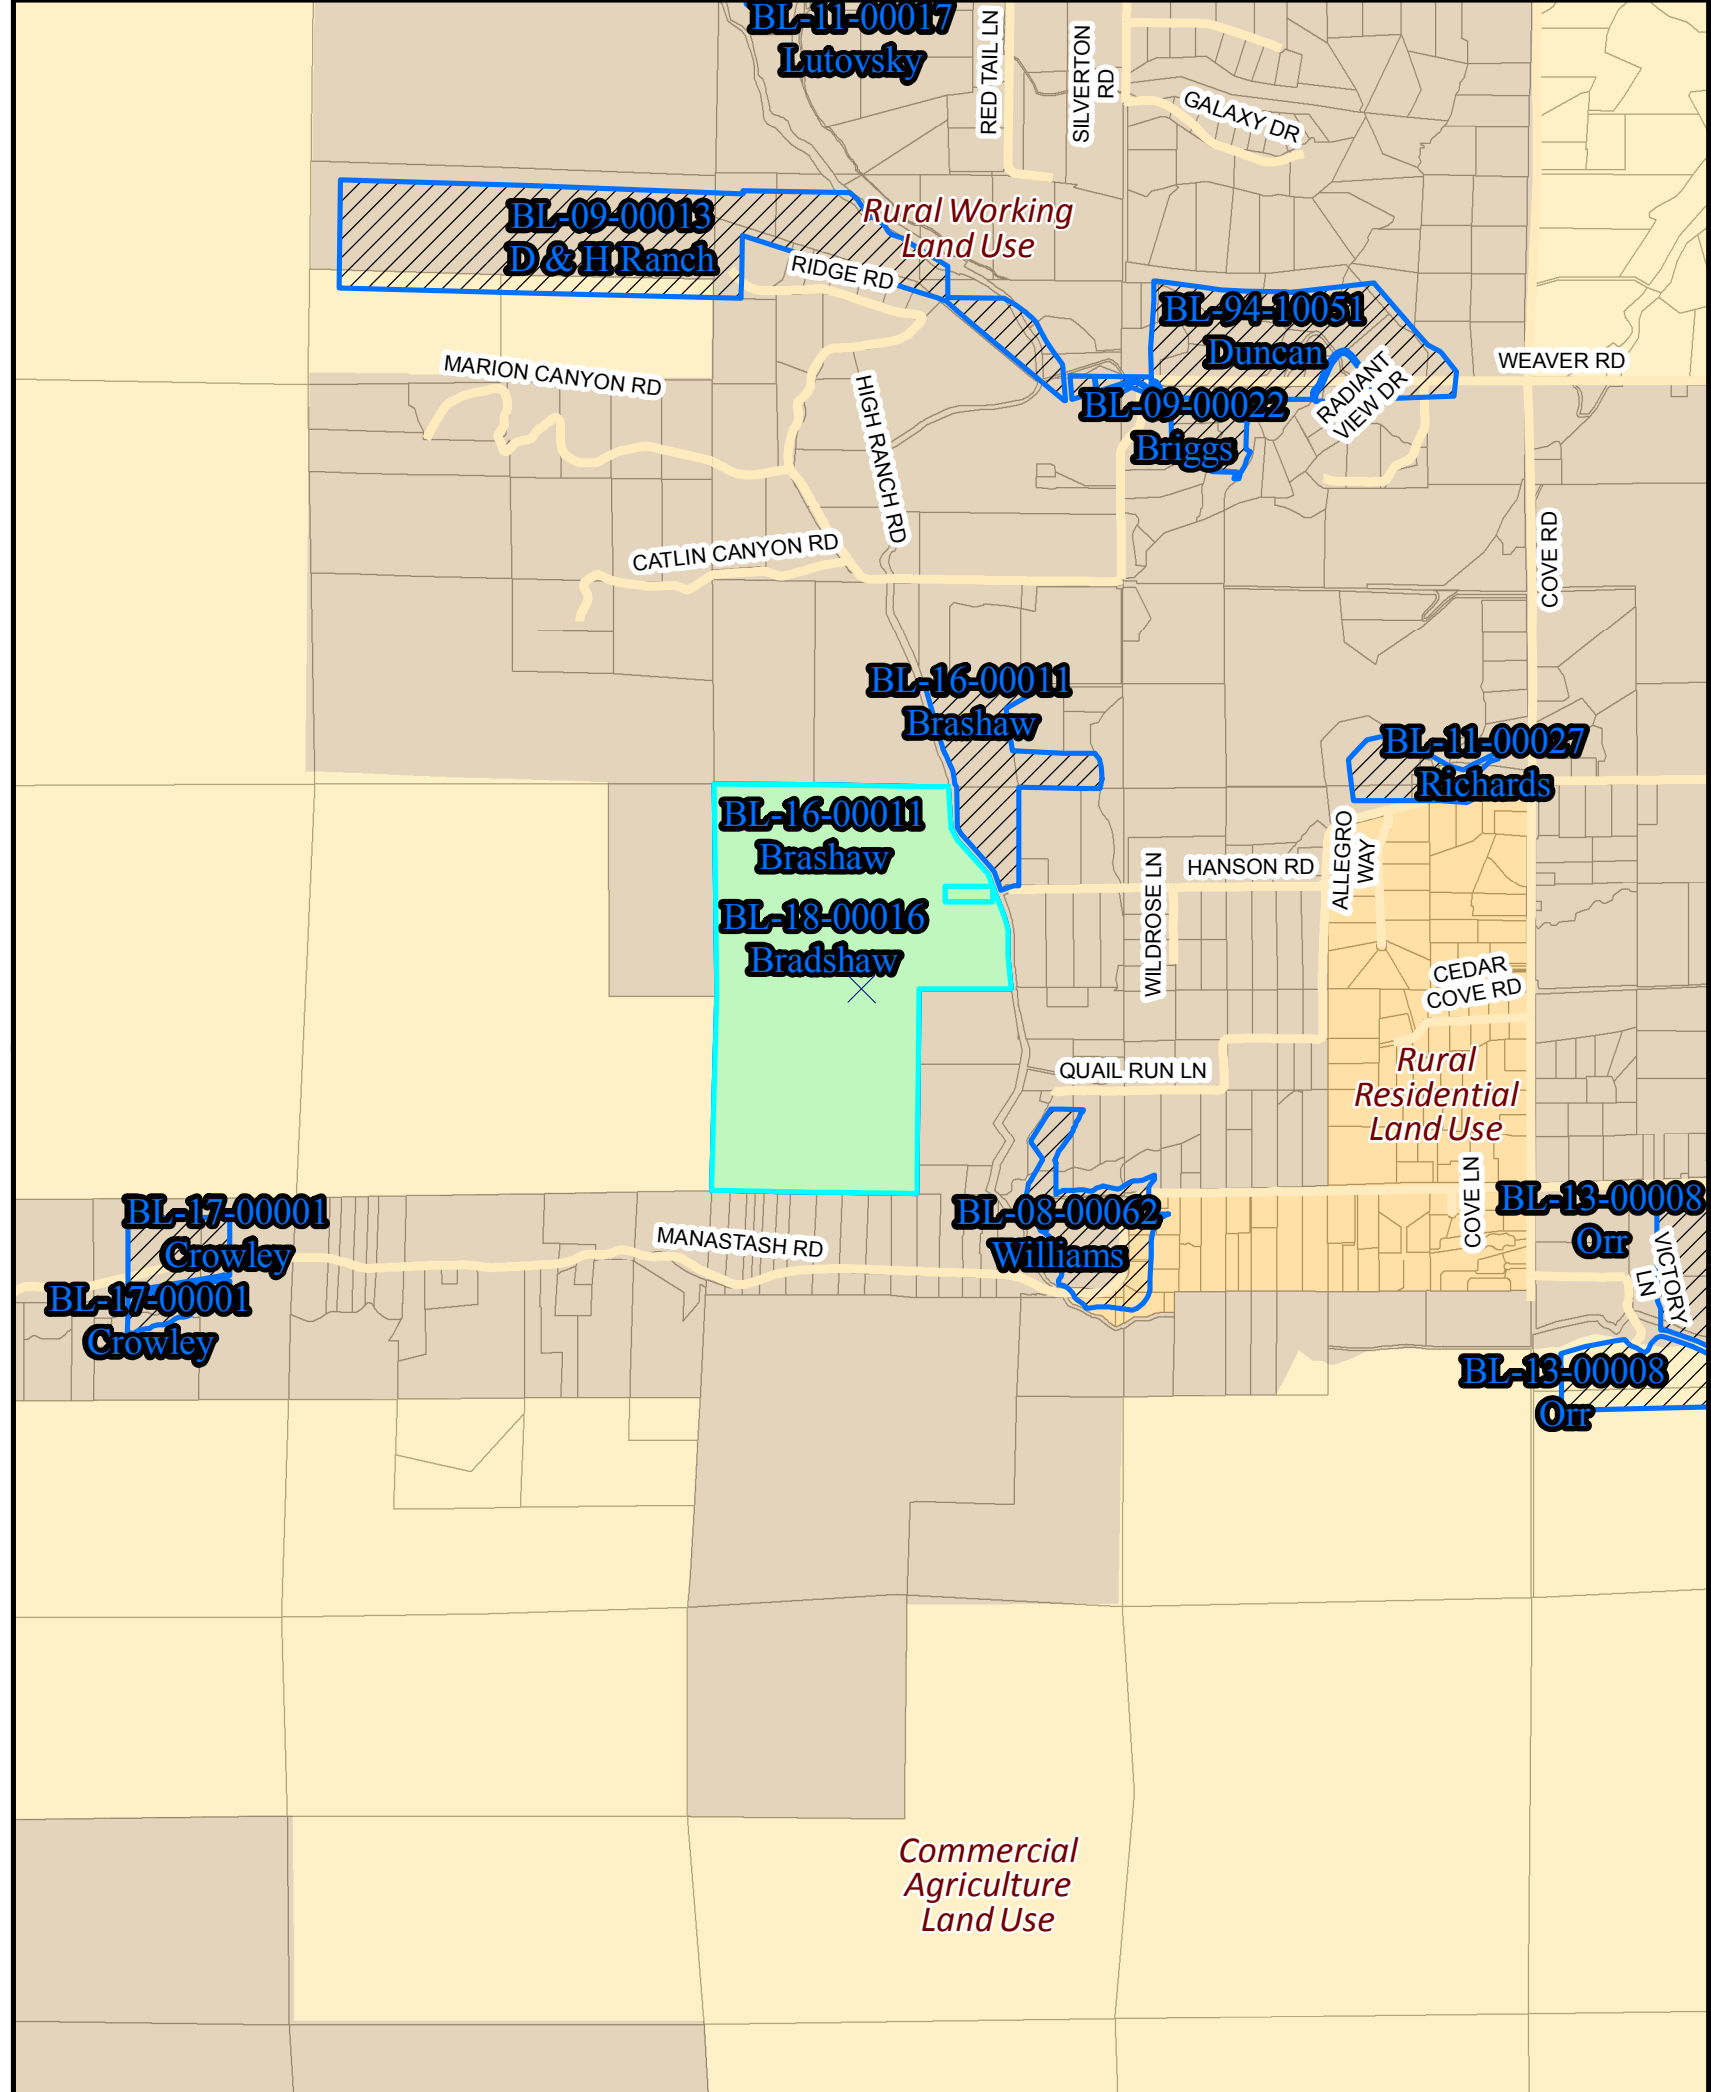 BL-11-00017
Lutovsky
RED TAIL LN
SILVERTON
RD
GALAXY DR
BL-09-00013
D & H Ranch
Rural Working
Land Use
RIDGE RD
BL-94-10051
Duncan
RADIANT
VIEW DR
WEAVER RD
MARION CANYON RD
HIGH RANCH RD
BL-09-00022
Briggs
CATLIN CANYON RD
COVE RD
BL-16-00011
Brashaw
BL-11-00027
Richards
BL-16-00011
Brashaw
BL-18-00016
Bradshaw
WILDROSE LN
HANSON RD
ALLEGRO
WAY
CEDAR
COVE RD
QUAIL RUN LN
Rural
Residential
Land Use
COVE LN
BL-17-00001
Crowley
BL-17-00001
Crowley
MANASTASH RD
BL-08-00062
Williams
BL-13-00008
Orr
VICTORY
LN
BL-13-00008
Orr
Commercial
Agriculture
Land Use